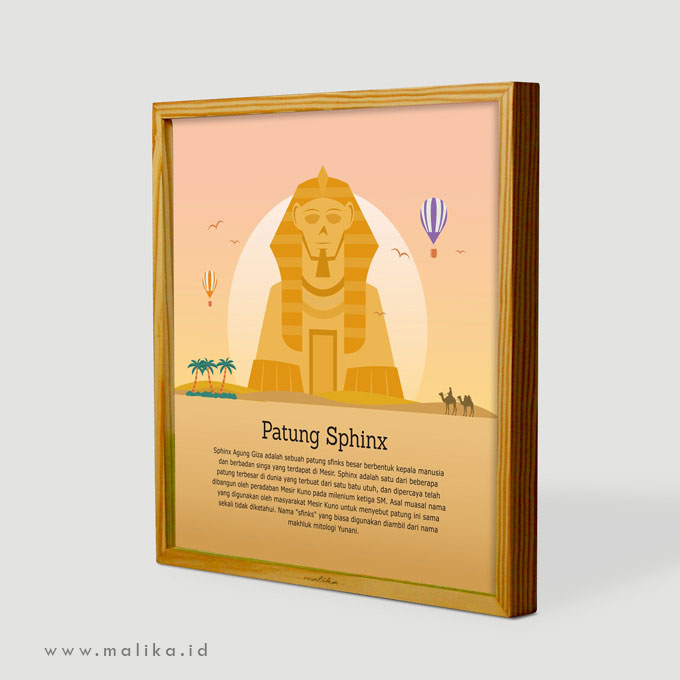 Patung Sphinx
Sphinx Agung Giza adalah sebuah patung sfinks besar berbentuk kepala manusia
dan berbadan singa yang terdapat di Mesir. Sphinx adalah satu dari beberapa
patung terbesar di dunia yang terbuat dari satu batu utuh, dan dipercaya telah
dibangun oleh peradaban Mesir Kuno pada milenium ketiga SM. Asal muasal nama
yang digunakan oleh masyarakat Mesir Kuno untuk menyebut patung ini sama
sekali tidak diketahui. Nama "sfinks" yang biasa digunakan diambil dari nama
makhluk mitologi Yunani.
malika
www.malika.id